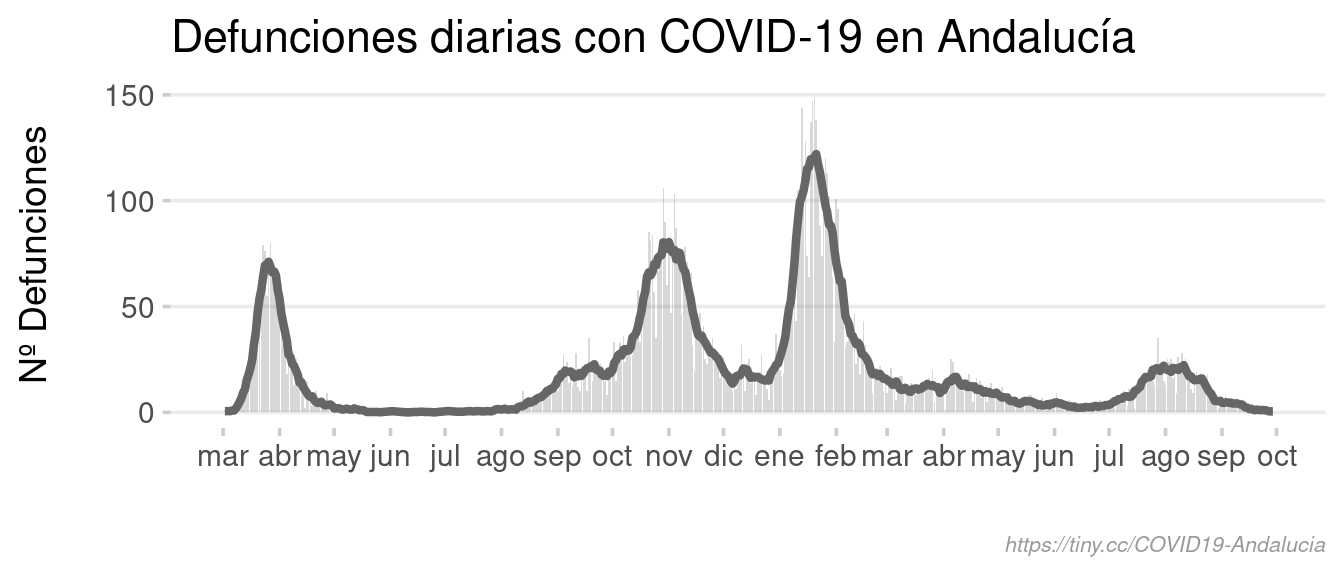 Defunciones diarias con COVID-19 en Andalucía
Nº Defunciones
150
100
50
0
mar abr may jun jul ago sep oct nov dic ene feb mar abr may jun jul ago sep oct
https://tiny.cc/COVID19-Andalucia